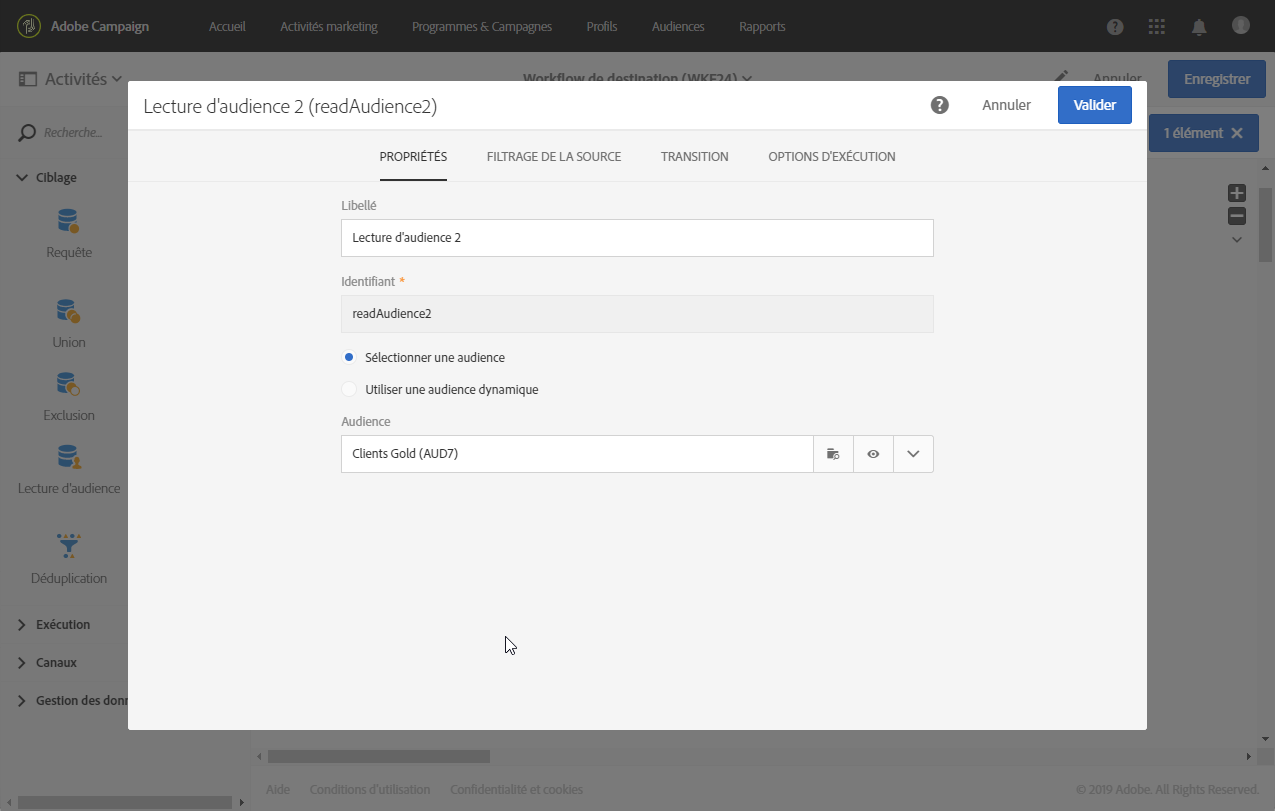 Adobe Campaign Accueil Activités marketing Programmes & Campagnes Profils Audiences Rapports
Activités Workflow de destination (WKF24) Annuler Enregistrer
Lecture d'audience 2 (readAudience2) Annuler Valider
Recherche... 1 élément
PROPRIÉTÉS FILTRAGE DE LA SOURCE TRANSITION OPTIONS D'EXÉCUTION
Ciblage
Requête
Union
Exclusion
Lecture d'audience
Déduplication
Exécution
Canaux
Gestion des donn
Libellé
Lecture d'audience 2
Identifiant *
readAudience2
Sélectionner une audience
Utiliser une audience dynamique
Audience
Clients Gold (AUD7)
Aide Conditions d'utilisation Confidentialité et cookies © 2019 Adobe. All Rights Reserved.